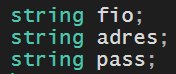 string fio;
string adres;
string pass;